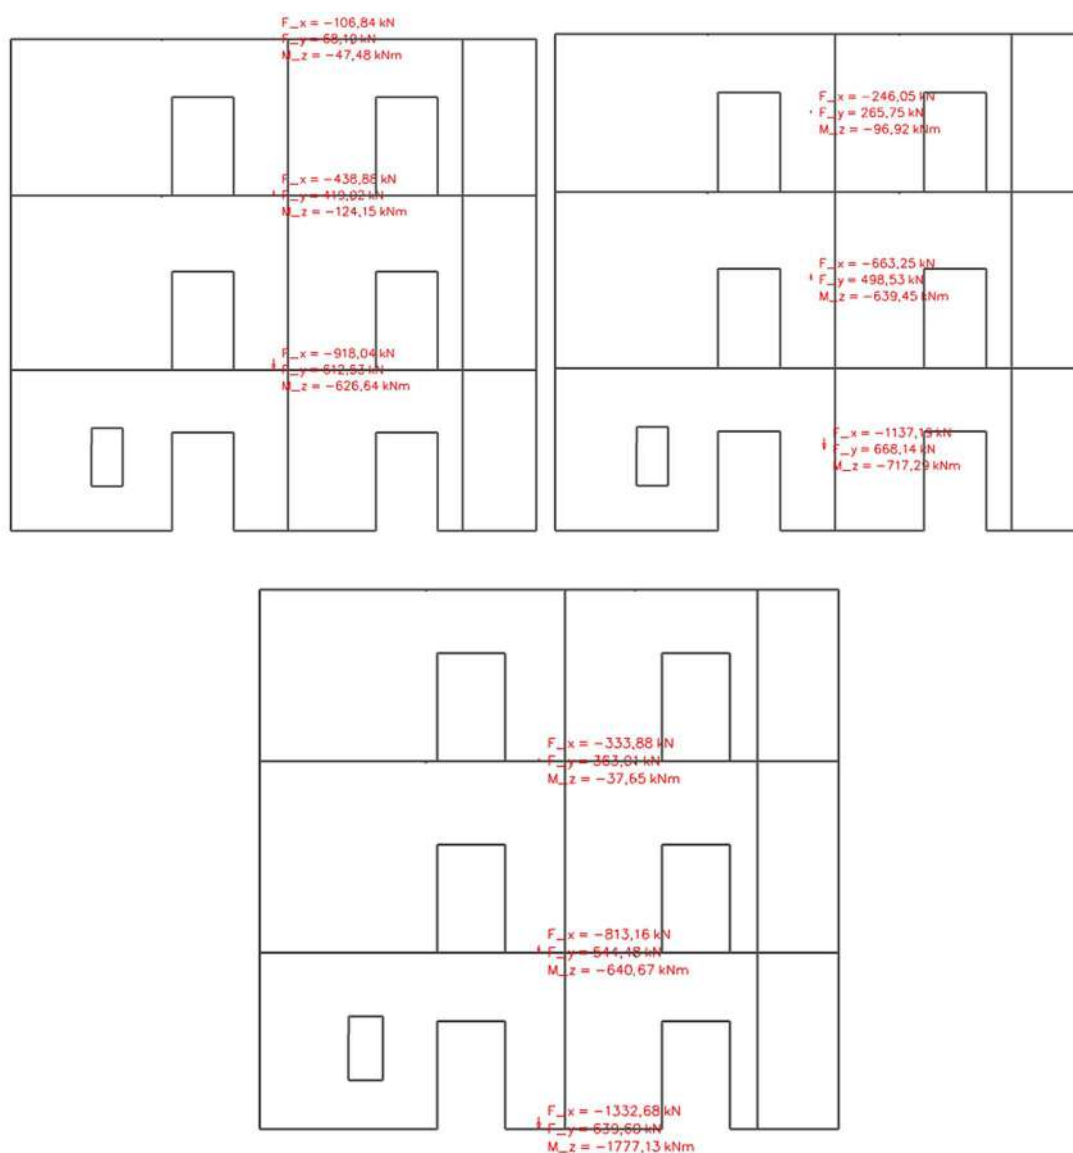 F_x = -106,84 kN
F_y = 68,10 kN
M_z = -47,48 kNm
F_x = -438,88 kN
F_y = 419,02 kN
M_z = -124,15 kNm
F_x = -918,04 kN
F_y = 612,53 kN
M_z = -626,64 kNm
F_x = -246,05 kN
F_y = 265,75 kN
M_z = -96,92 kNm
F_x = -663,25 kN
F_y = 498,53 kN
M_z = -639,45 kNm
F_x = -1137,19 kN
F_y = 668,14 kN
M_z = -717,29 kNm
F_x = -333,88 kN
F_y = 363,01 kN
M_z = -37,65 kNm
F_x = -813,16 kN
F_y = 544,48 kN
M_z = -640,67 kNm
F_x = -1332,68 kN
F_y = 639,60 kN
M_z = -1777,13 kNm